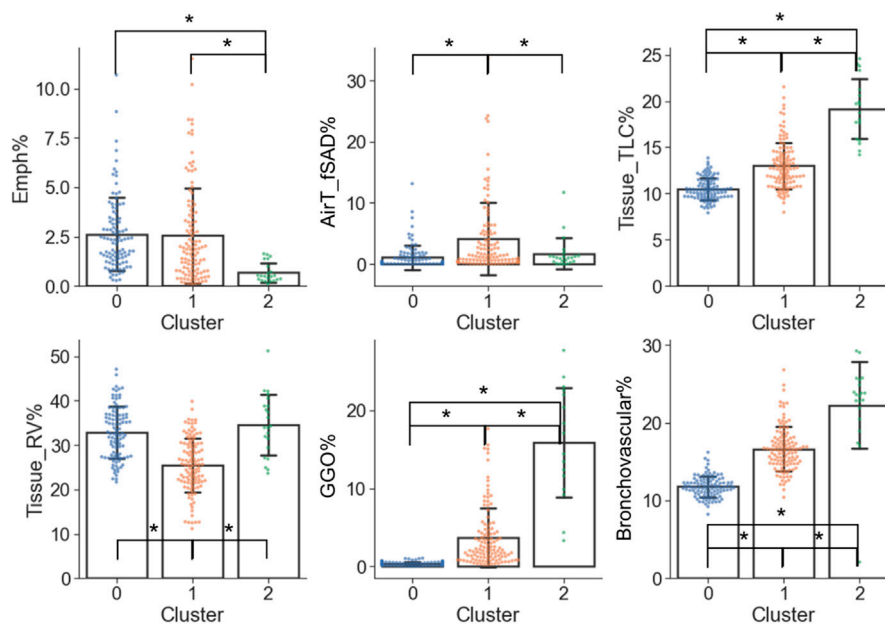 *
*
Emph%
10.0
7.5
5.0
2.5
0.0
0 1 2
Cluster
* *
AirT_fSAD%
30
20
10
0
0 1 2
Cluster
*
* *
Tissue_TLC%
25
20
15
10
5
0
0 1 2
Cluster
Tissue_RV%
50
40
30
20
10
0
* *
0 1 2
Cluster
*
* *
GGO%
20
10
0
0 1 2
Cluster
Bronchovascular%
30
20
10
0
*
* *
0 1 2
Cluster